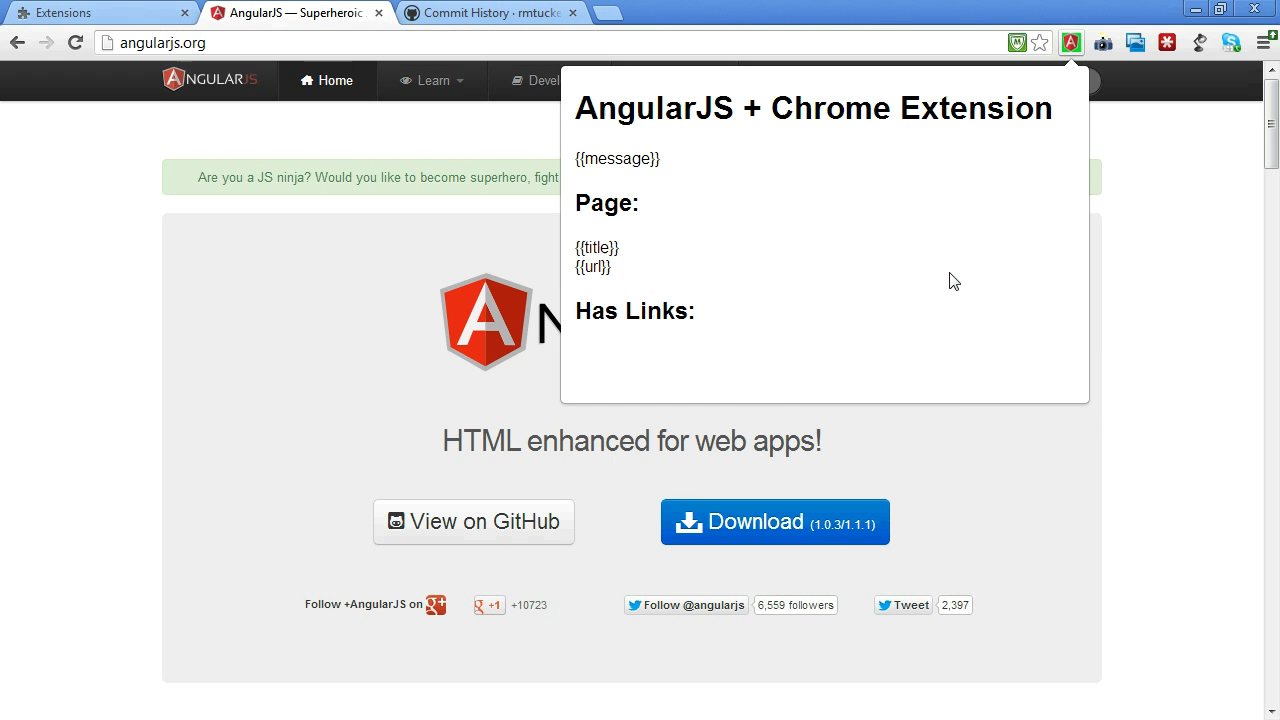 Extensions
AngularJS — Superheroic
Commit History · rmtucke
angularjs.org
ANGULARJS
Home
Learn
Devel
AngularJS + Chrome Extension
{{message}}
Are you a JS ninja? Would you like to become superhero, fight
Page:
{{title}}
{{url}}
Has Links:
HTML enhanced for web apps!
View on GitHub
Download (1.0.3/1.1.1)
Follow +AngularJS on g+
g +1 +10723
Follow @angularjs 6,559 followers
Tweet 2,397